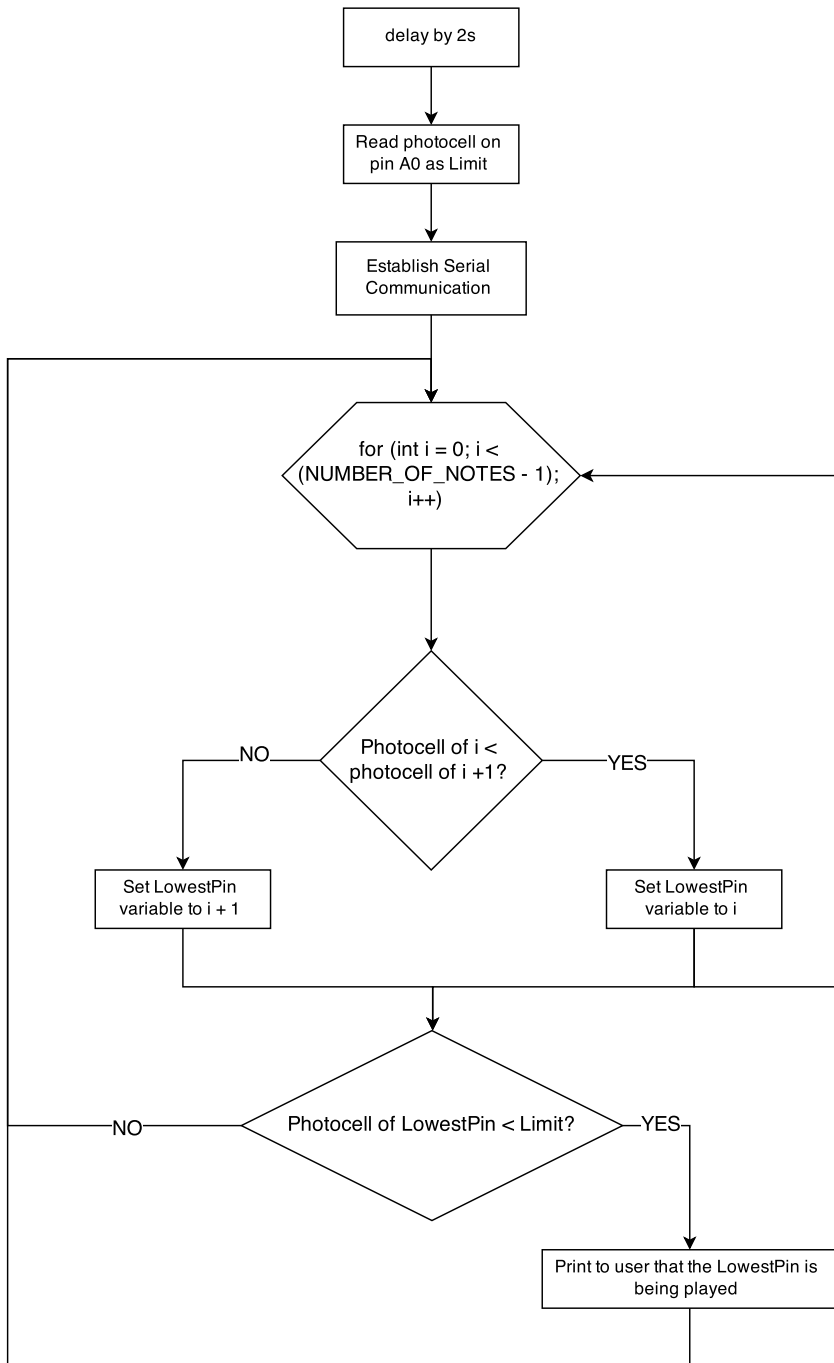 delay by 2s
Read photocell on
pin A0 as Limit
Establish Serial
Communication
for (int i = 0; i <
(NUMBER_OF_NOTES - 1);
i++)
Photocell of i <
photocell of i +1?
NO
YES
Set LowestPin
variable to i + 1
Set LowestPin
variable to i
Photocell of LowestPin < Limit?
NO
YES
Print to user that the LowestPin is
being played